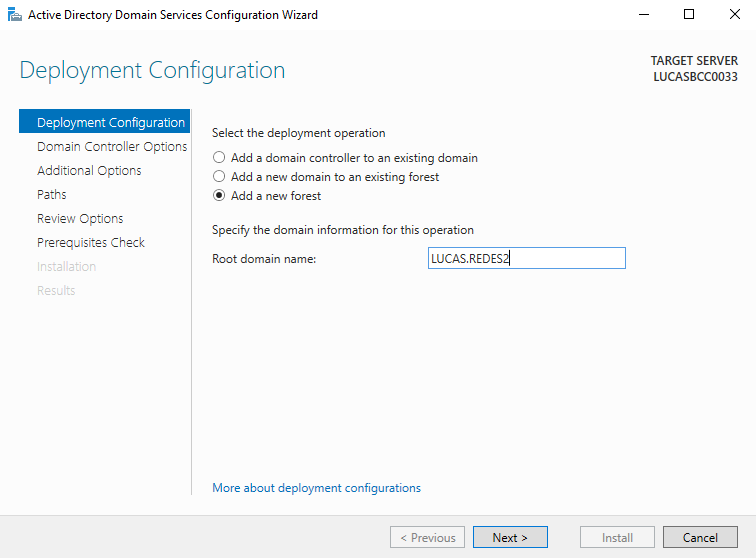 Active Directory Domain Services Configuration Wizard
Deployment Configuration
TARGET SERVER
LUCASBCC0033
Deployment Configuration
Domain Controller Options
Additional Options
Paths
Review Options
Prerequisites Check
Installation
Results
Select the deployment operation
Add a domain controller to an existing domain
Add a new domain to an existing forest
Add a new forest
Specify the domain information for this operation
Root domain name: LUCAS.REDES2
More about deployment configurations
< Previous Next > Install Cancel